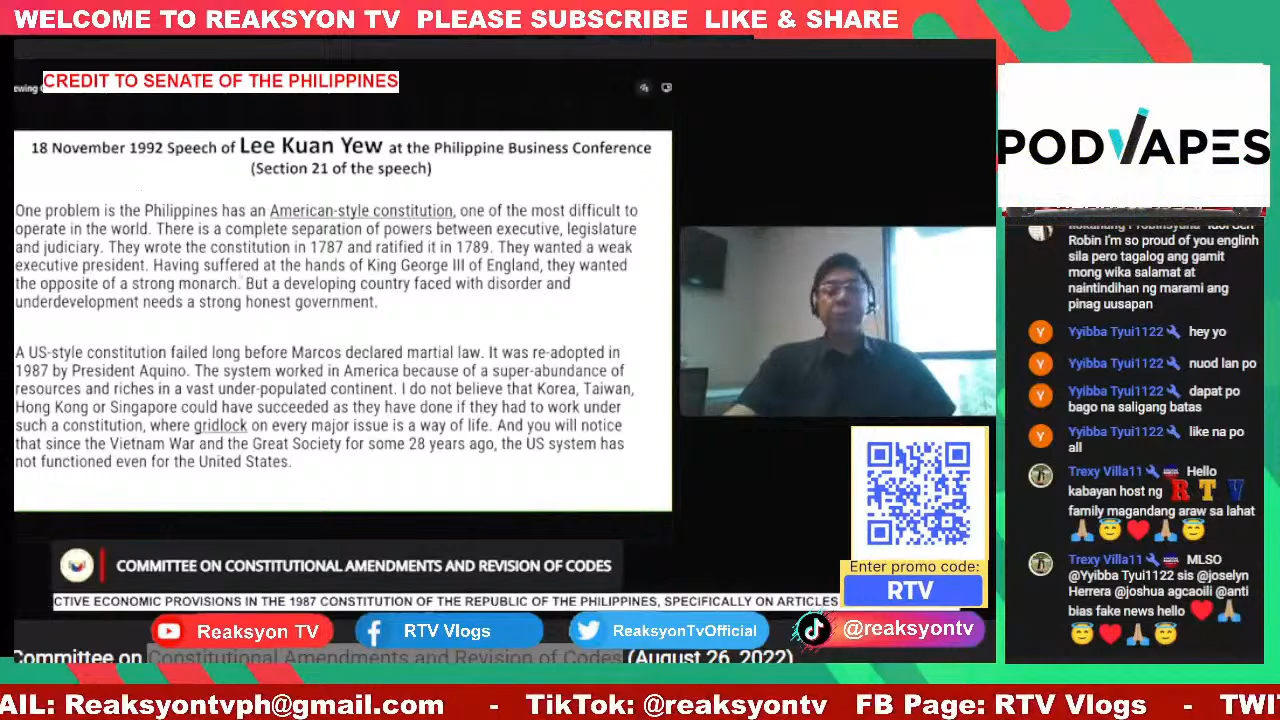 WELCOME TO REAKSYON TV PLEASE SUBSCRIBE LIKE & SHARE
CREDIT TO SENATE OF THE PHILIPPINES
18 November 1992 Speech of Lee Kuan Yew at the Philippine Business Conference
(Section 21 of the speech)
One problem is the Philippines has an American-style constitution, one of the most difficult to
operate in the world. There is a complete separation of powers between executive, legislature
and judiciary. They wrote the constitution in 1787 and ratified it in 1789. They wanted a weak
executive president. Having suffered at the hands of King George III of England, they wanted
the opposite of a strong monarch. But a developing country faced with disorder and
underdevelopment needs a strong honest government.
A US-style constitution failed long before Marcos declared martial law. It was re-adopted in
1987 by President Aquino. The system worked in America because of a super-abundance of
resources and riches in a vast under-populated continent. I do not believe that Korea, Taiwan,
Hong Kong or Singapore could have succeeded as they have done if they had to work under
such a constitution, where gridlock on every major issue is a way of life. And you will notice
that since the Vietnam War and the Great Society for some 28 years ago, the US system has
not functioned even for the United States.
COMMITTEE ON CONSTITUTIONAL AMENDMENTS AND REVISION OF CODES
CTIVE ECONOMIC PROVISIONS IN THE 1987 CONSTITUTION OF THE REPUBLIC OF THE PHILIPPINES, SPECIFICALLY ON ARTICLES
Committee on Constitutional Amendments and Revision of Codes (August 26, 2022)
Enter promo code:
RTV
Reaksyon TV
RTV Vlogs
ReaksyonTvOfficial
@reaksyontv
PODVAPES
Robin I'm so proud of you englinh
sila pero tagalog ang gamit
mong wika salamat at
naintindihan ng marami ang
pinag uusapan
Y Yyibba Tyui1122 hey yo
Y Yyibba Tyui1122 nuod lan po
Y Yyibba Tyui1122 dapat po
bago na saligang batas
Y Yyibba Tyui1122 like na po
all
Trexy Villa11 Hello
kabayan host ng R T V
family magandang araw sa lahat
Trexy Villa11 MLSO
@Yyibba Tyui1122 sis @joselyn
Herrera @joshua agcaoili @anti
bias fake news hello
AIL: Reaksyontvph@gmail.com - TikTok: @reaksyontv FB Page: RTV Vlogs - TWI